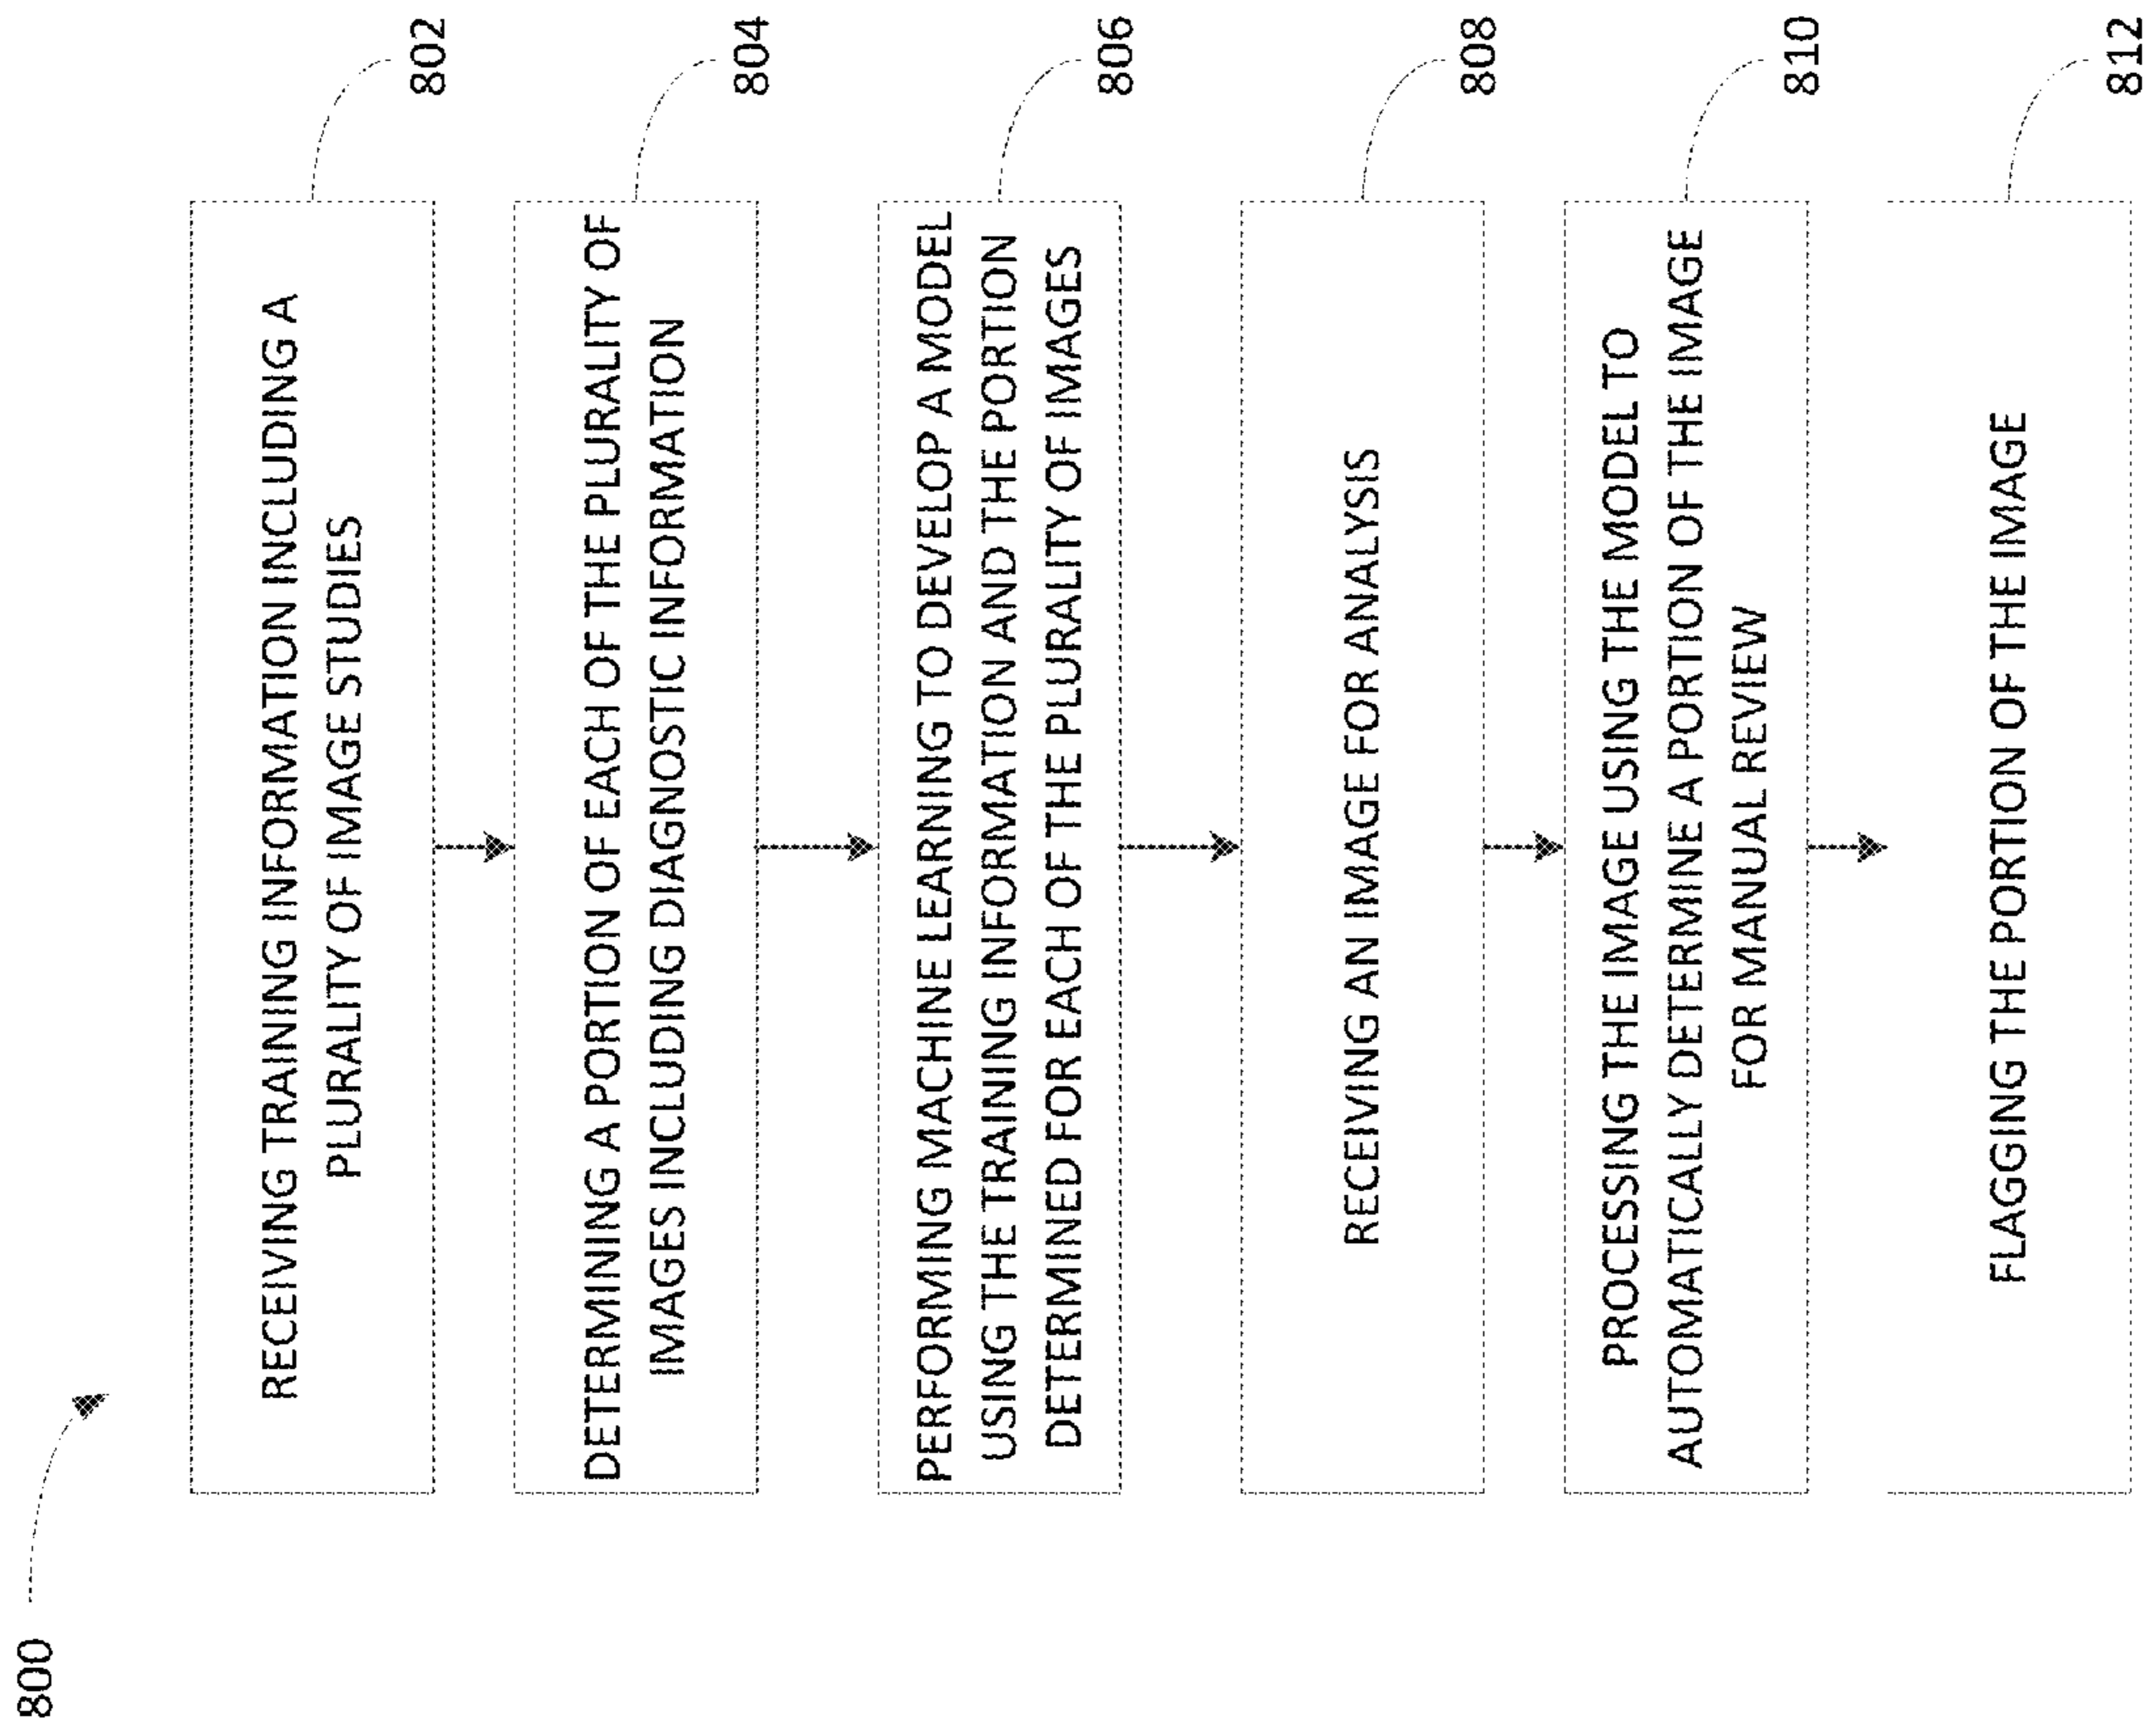 800
RECEIVING TRAINING INFORMATION INCLUDING A
PLURALITY OF IMAGE STUDIES
802
DETERMINING A PORTION OF EACH OF THE PLURALITY OF
IMAGES INCLUDING DIAGNOSTIC INFORMATION
804
PERFORMING MACHINE LEARNING TO DEVELOP A MODEL
USING THE TRAINING INFORMATION AND THE PORTION
DETERMINED FOR EACH OF THE PLURALITY OF IMAGES
806
RECEIVING AN IMAGE FOR ANALYSIS
808
PROCESSING THE IMAGE USING THE MODEL TO
AUTOMATICALLY DETERMINE A PORTION OF THE IMAGE
FOR MANUAL REVIEW
810
FLAGGING THE PORTION OF THE IMAGE
812